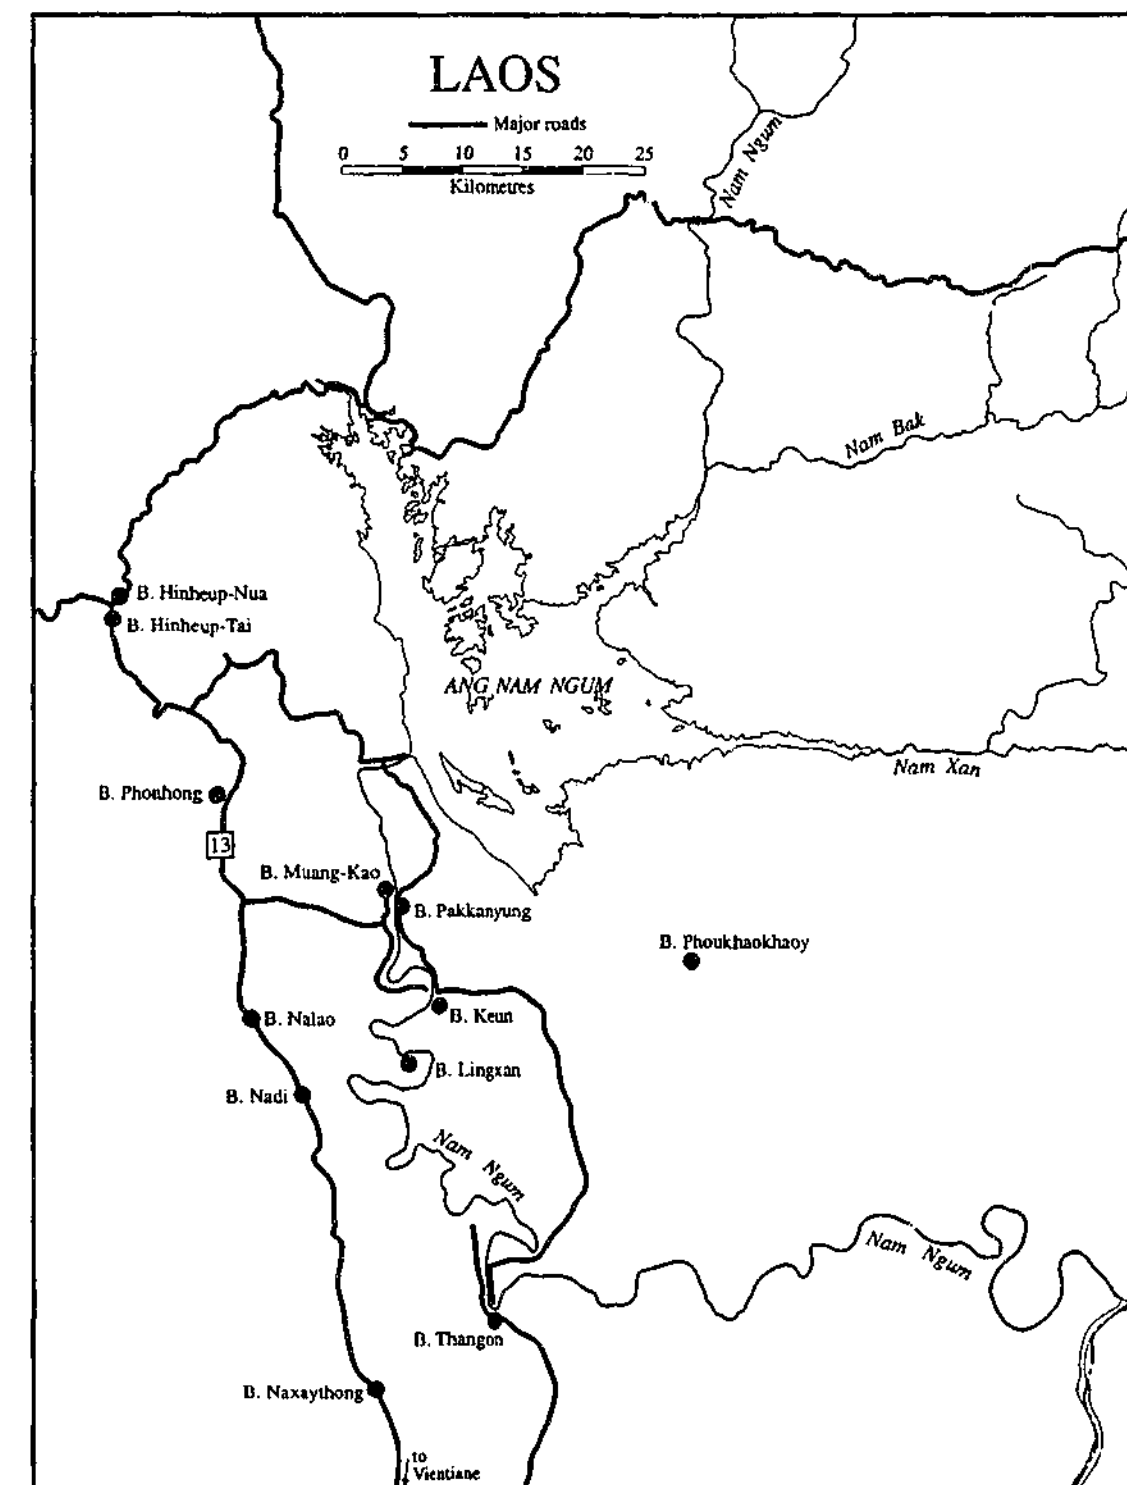 LAOS
Major roads
0 5 10 15 20 25
Kilometres
Nam Ngum
Nam Bak
B. Hinheup-Nua
B. Hinheup-Tai
ANG NAM NGUM
Nam Xan
B. Phonhong
13
B. Muang-Kao
B. Pakkanyung
B. Phoukhaokhaoy
B. Keun
B. Nalao
B. Lingxan
B. Nadi
Nam Ngum
Nam Ngum
B. Thangon
B. Naxaythong
to
Vientiane